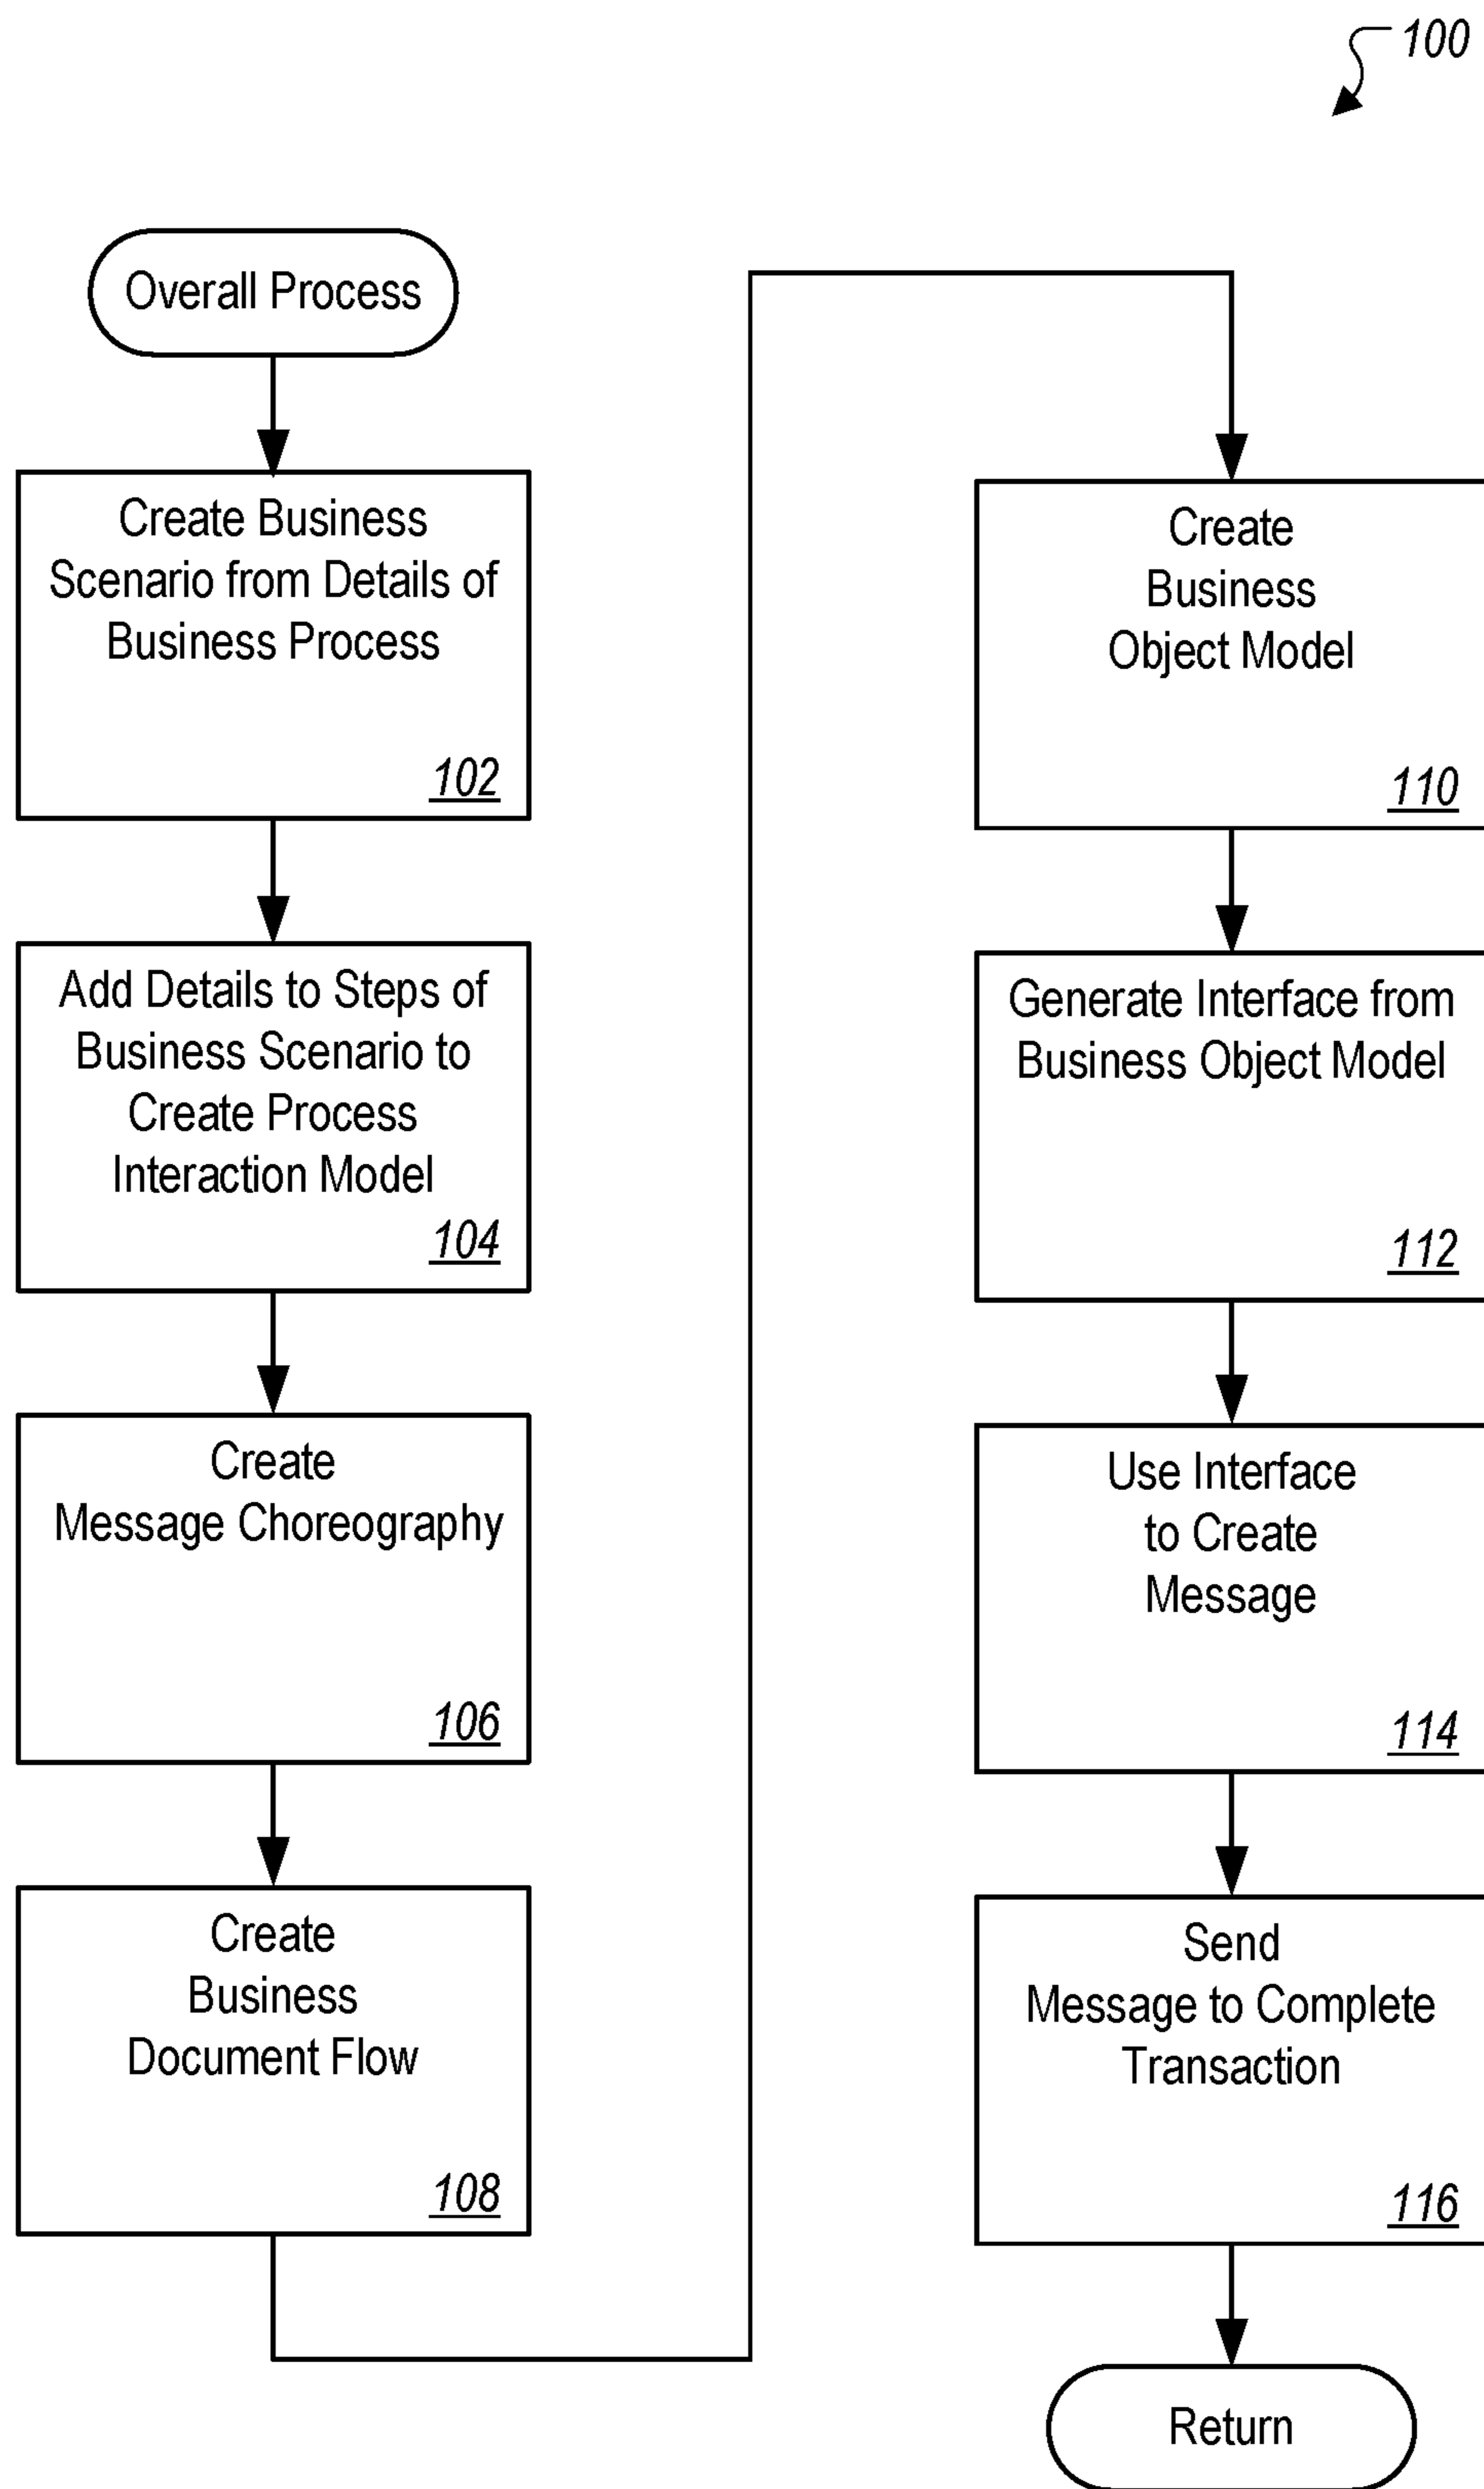 100
Overall Process
Create Business
Scenario from Details of
Business Process
102
Add Details to Steps of
Business Scenario to
Create Process
Interaction Model
104
Create
Message Choreography
106
Create
Business
Document Flow
108
Create
Business
Object Model
110
Generate Interface from
Business Object Model
112
Use Interface
to Create
Message
114
Send
Message to Complete
Transaction
116
Return